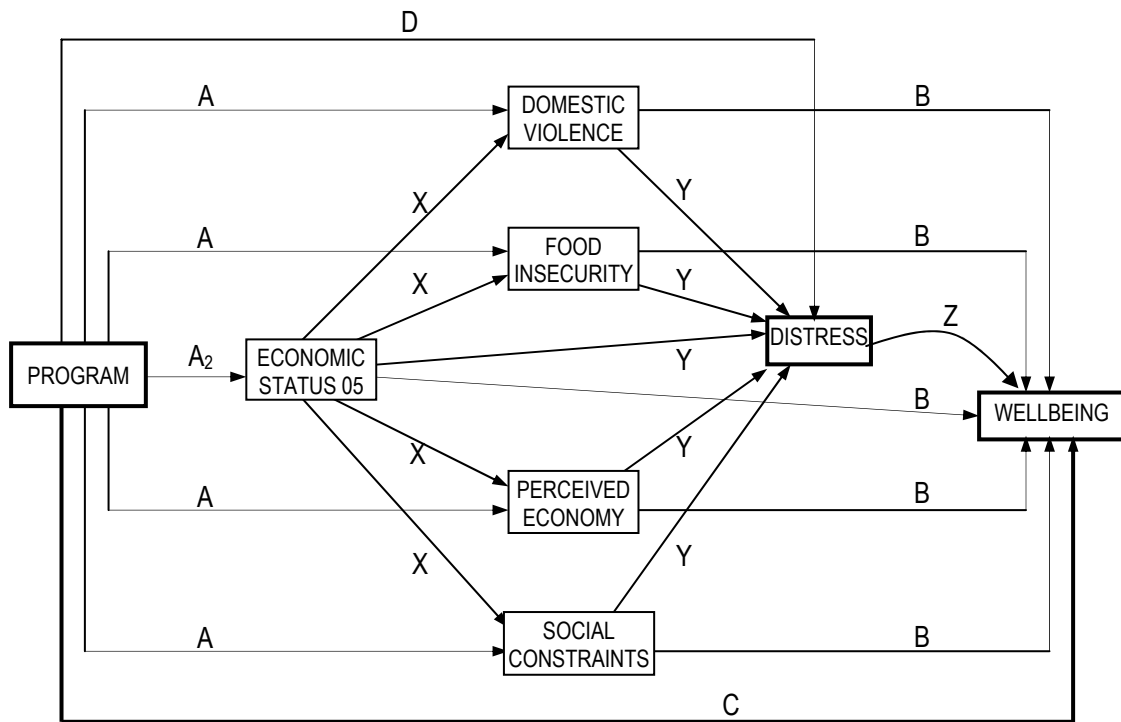 D
A
DOMESTIC
VIOLENCE
B
X
Y
A
FOOD
INSECURITY
B
X
Y
Z
DISTRESS
PROGRAM
A₂
ECONOMIC
STATUS 05
Y
B
WELLBEING
X
Y
A
PERCEIVED
ECONOMY
B
X
Y
A
SOCIAL
CONSTRAINTS
B
C